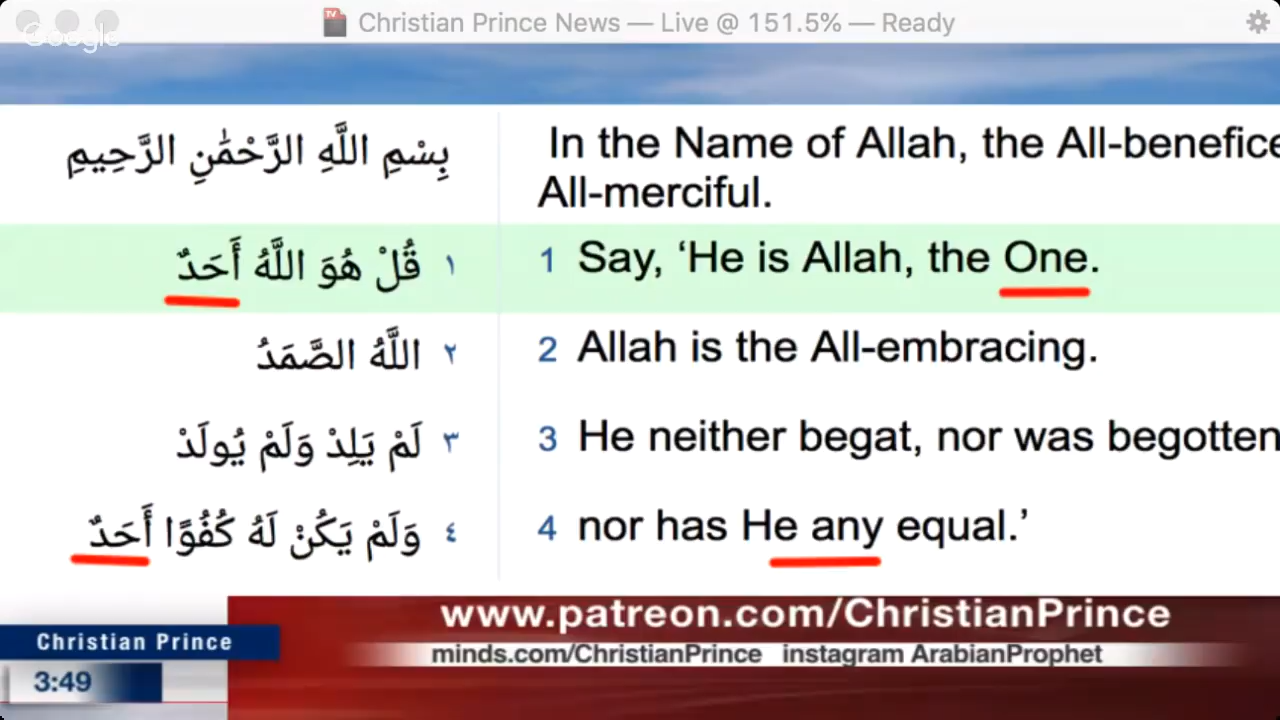 Christian Prince News — Live @ 151.5% — Ready
Google
بِسْمِ اللَّهِ الرَّحْمَٰنِ الرَّحِيمِ
In the Name of Allah, the
All-merciful.
١ قُلْ هُوَ اللَّهُ أَحَدٌ
1 Say, ‘He is Allah, the One.
٢ اللَّهُ الصَّمَدُ
2 Allah is the All-embracing.
٣ لَمْ يَلِدْ وَلَمْ يُولَدْ
3 He neither begat, nor was begotten
٤ وَلَمْ يَكُنْ لَهُ كُفُوًا أَحَدٌ
4 nor has He any equal.’
www.patreon.com/ChristianPrince
Christian Prince
minds.com/ChristianPrince instagram ArabianProphet
3:49